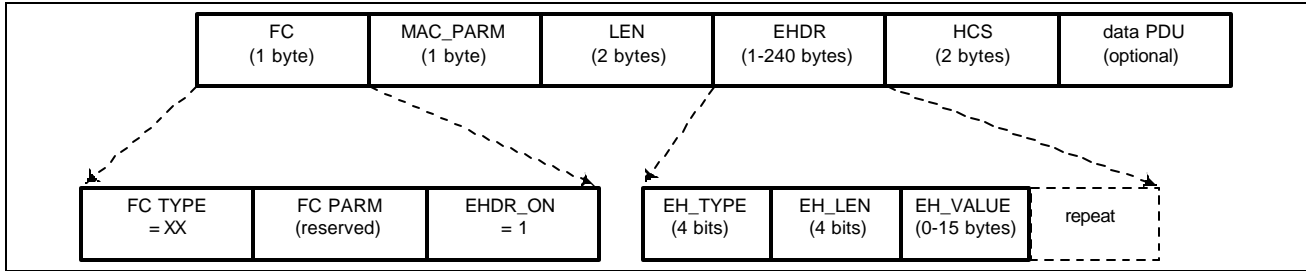 FC MAC_PARM LEN EHDR HCS data PDU
(1 byte) (1 byte) (2 bytes) (1-240 bytes) (2 bytes) (optional)
FC TYPE FC PARM EHDR_ON EH_TYPE EH_LEN EH_VALUE repeat
= XX (reserved) = 1 (4 bits) (4 bits) (0-15 bytes)